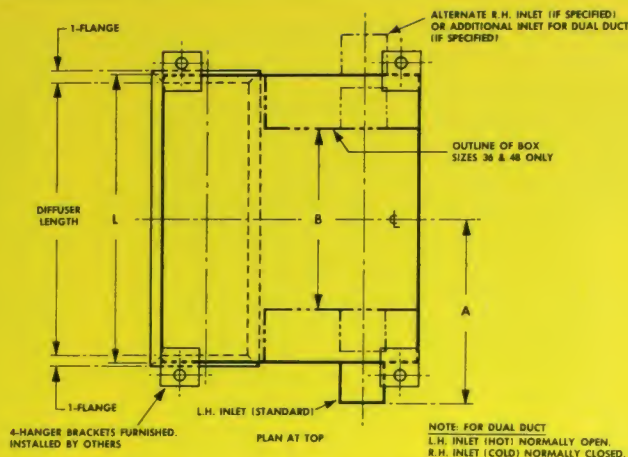 ALTERNATE R.H. INLET (IF SPECIFIED)
OR ADDITIONAL INLET FOR DUAL DUCT
(IF SPECIFIED)
1-FLANGE
OUTLINE OF BOX
SIZES 36 & 48 ONLY
DIFFUSER
LENGTH
L
B
℄
A
1-FLANGE
L.H. INLET (STANDARD)
4-HANGER BRACKETS FURNISHED.
INSTALLED BY OTHERS
PLAN AT TOP
NOTE: FOR DUAL DUCT
L.H. INLET (HOT) NORMALLY OPEN.
R.H. INLET (COLD) NORMALLY CLOSED.